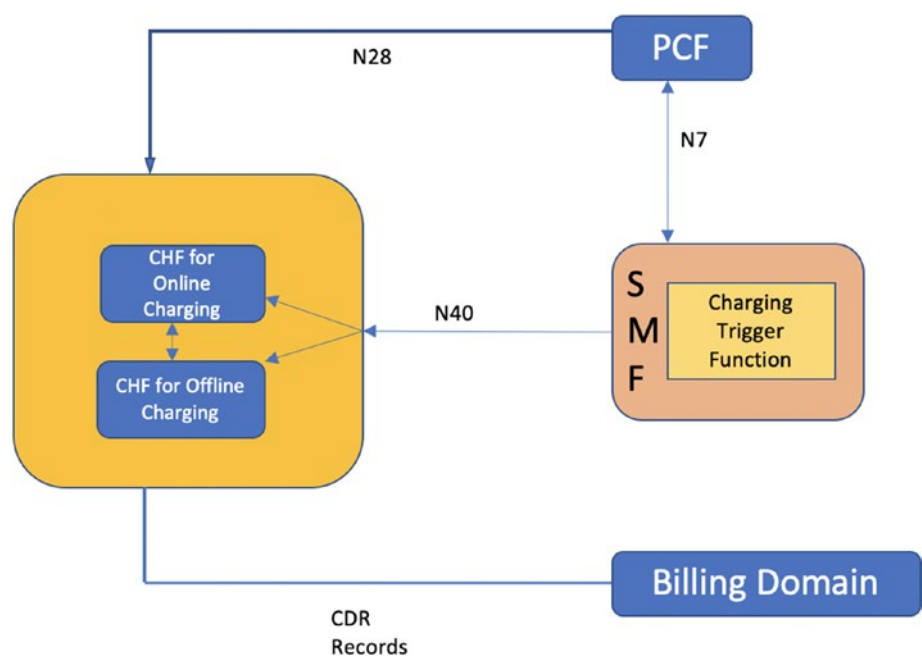 PCF
N28
N7
CHF for
Online
Charging
S
M
F
Charging
Trigger
Function
N40
CHF for Offline
Charging
Billing Domain
CDR
Records